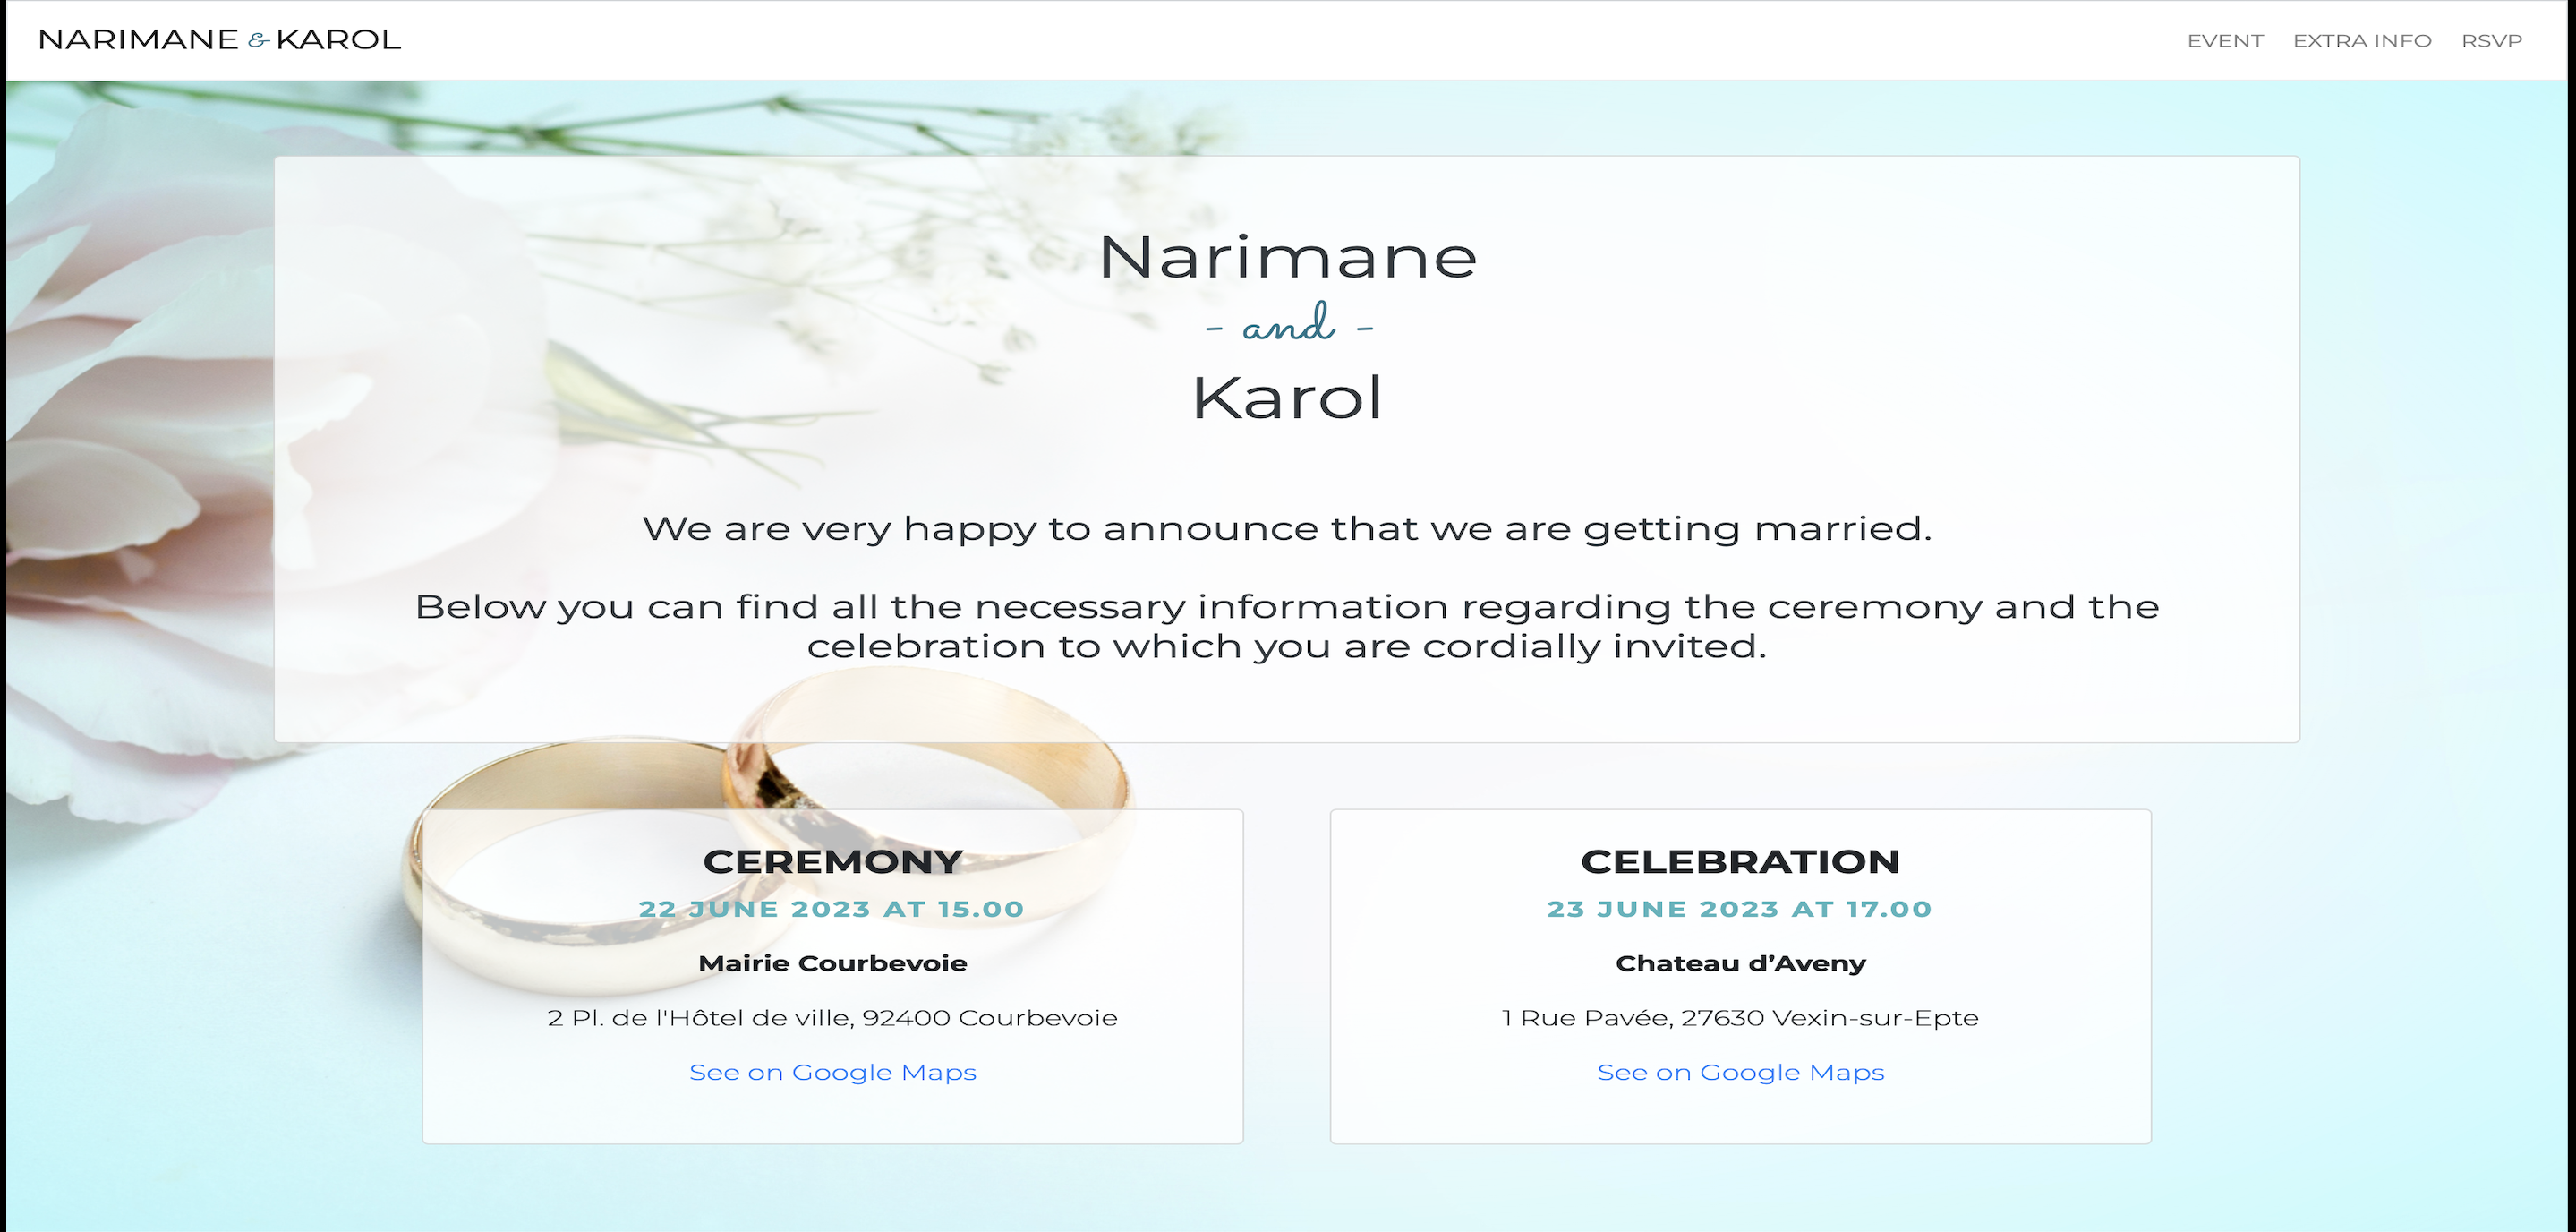 NARIMANE & KAROL
EVENT EXTRA INFO RSVP
Narimane
- and -
Karol
We are very happy to announce that we are getting married.
Below you can find all the necessary information regarding the ceremony and the
celebration to which you are cordially invited.
CEREMONY
22 JUNE 2023 AT 15.00
Mairie Courbevoie
2 Pl. de l'Hôtel de ville, 92400 Courbevoie
See on Google Maps
CELEBRATION
23 JUNE 2023 AT 17.00
Chateau d’Aveny
1 Rue Pavée, 27630 Vexin-sur-Epte
See on Google Maps